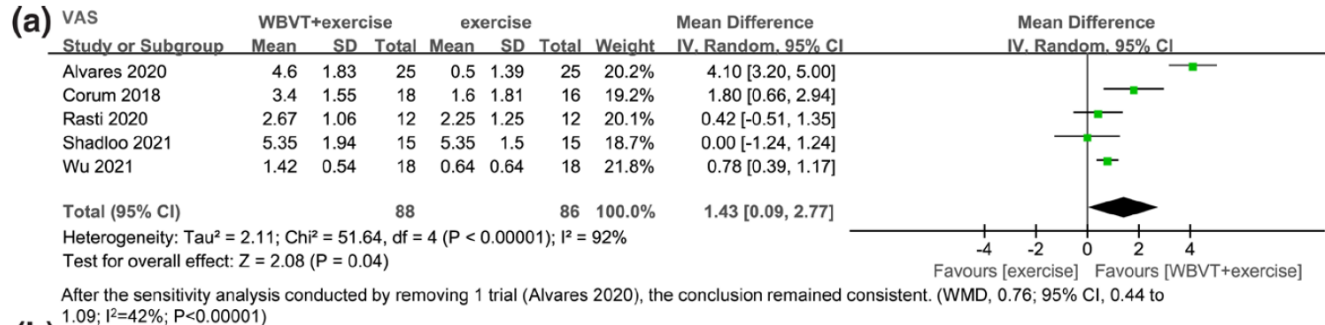 (a) VAS
WBVT+exercise exercise Mean Difference Mean Difference
Study or Subgroup Mean SD Total Mean SD Total Weight IV. Random. 95% CI IV. Random. 95% CI
Alvares 2020 4.6 1.83 25 0.5 1.39 25 20.2% 4.10 [3.20, 5.00]
Corum 2018 3.4 1.55 18 1.6 1.81 16 19.2% 1.80 [0.66, 2.94]
Rasti 2020 2.67 1.06 12 2.25 1.25 12 20.1% 0.42 [-0.51, 1.35]
Shadloo 2021 5.35 1.94 15 5.35 1.5 15 18.7% 0.00 [-1.24, 1.24]
Wu 2021 1.42 0.54 18 0.64 0.64 18 21.8% 0.78 [0.39, 1.17]
Total (95% CI) 88 86 100.0% 1.43 [0.09, 2.77]
Heterogeneity: Tau² = 2.11; Chi² = 51.64, df = 4 (P < 0.00001); I² = 92%
Test for overall effect: Z = 2.08 (P = 0.04)
-4 -2 0 2 4
Favours [exercise] Favours [WBVT+exercise]
After the sensitivity analysis conducted by removing 1 trial (Alvares 2020), the conclusion remained consistent. (WMD, 0.76; 95% CI, 0.44 to
1.09; I²=42%; P<0.00001)